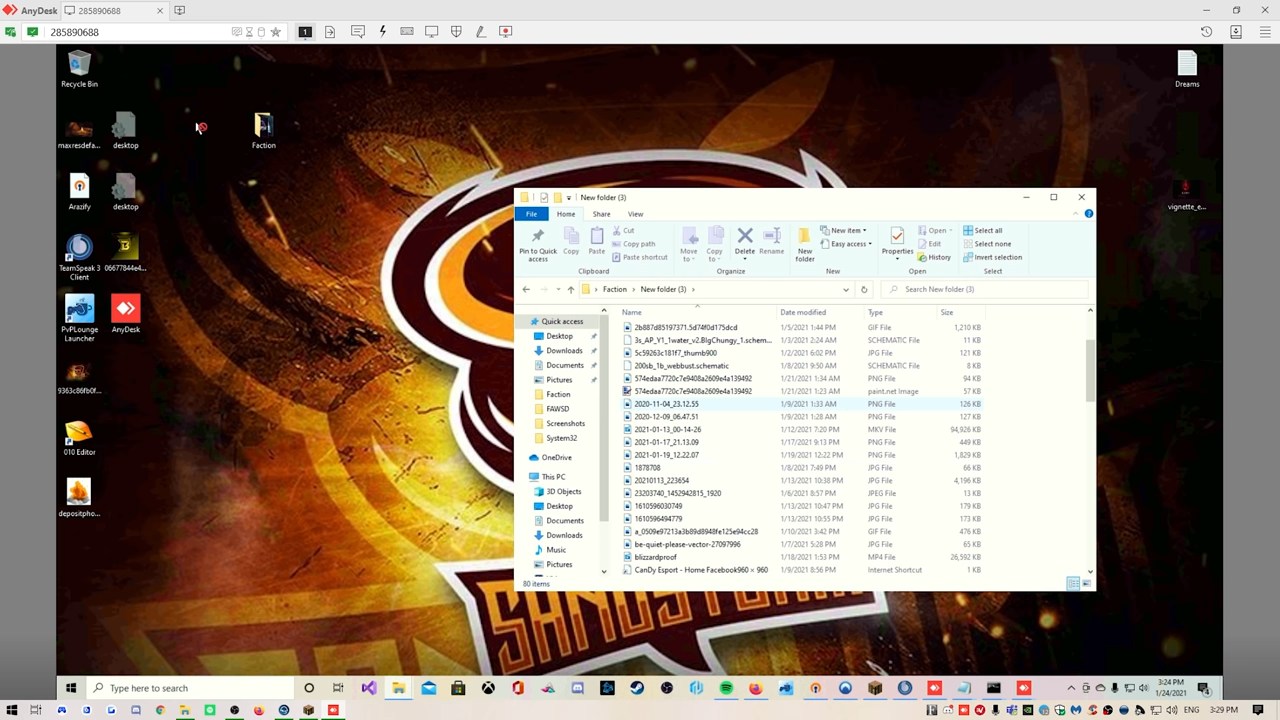 AnyDesk
285890688
285890688
1
Recycle Bin
Dreams
maxresdefa...
desktop
Faction
Arazify
desktop
vignette_e...
TeamSpeak 3
Client
06677844e4...
PvPLounge
Launcher
AnyDesk
9363c86fb0f...
010 Editor
depositpho...
New folder (3)
File
Home
Share
View
Pin to Quick
access
Copy
Paste
Cut
Copy path
Paste shortcut
Clipboard
Move
to
Copy
to
Delete
Rename
Organize
New
folder
New item
Easy access
New
Properties
Open
Edit
History
Open
Select all
Select none
Invert selection
Select
Faction
New folder (3)
Search New folder (3)
Quick access
Desktop
Downloads
Documents
Pictures
Faction
FAWSD
Screenshots
System32
OneDrive
This PC
3D Objects
Desktop
Documents
Downloads
Music
Pictures
Name Date modified Type Size
2b887d85197371.5d74f0d175dcd 1/5/2021 1:44 PM GIF File 1,210 KB
3s_AP_Y1_1water_v2.BIgChungy_1.schem... 1/3/2021 2:24 AM SCHEMATIC File 11 KB
5c59263c181f7_thumb900 1/2/2021 6:02 PM JPG File 121 KB
200sb_1b_webbust.schematic 1/8/2021 9:50 AM SCHEMATIC File 8 KB
574edaa7720c7e9408a2609e4a139492 1/21/2021 1:34 AM PNG File 94 KB
574edaa7720c7e9408a2609e4a139492 1/21/2021 1:23 AM paint.net Image 57 KB
2020-11-04_23.12.55 1/9/2021 1:33 AM PNG File 126 KB
2020-12-09_06.47.51 1/9/2021 1:28 AM PNG File 127 KB
2021-01-13_00-14-26 1/12/2021 7:20 PM MKV File 94,926 KB
2021-01-17_21.13.09 1/17/2021 9:13 PM PNG File 449 KB
2021-01-19_12.22.07 1/19/2021 12:22 PM PNG File 1,829 KB
1878708 1/8/2021 7:49 PM JPG File 66 KB
20210113_223654 1/13/2021 10:38 PM JPG File 4,196 KB
23203740_1452942815_1920 1/6/2021 8:57 PM JPEG File 13 KB
1610596030749 1/13/2021 10:47 PM JPG File 179 KB
1610596494779 1/13/2021 10:55 PM JPG File 173 KB
a_0509e97213a3b89d8948fe125e94cc28 1/10/2021 3:42 PM GIF File 476 KB
be-quiet-please-vector-27097996 1/7/2021 5:28 PM JPG File 65 KB
blizzardproof 1/18/2021 1:53 PM MP4 File 26,592 KB
CanDy Esport - Home Facebook960 × 960 1/9/2021 8:56 PM Internet Shortcut 1 KB
80 items
Type here to search
3:24 PM
1/24/2021
ENG
3:29 PM